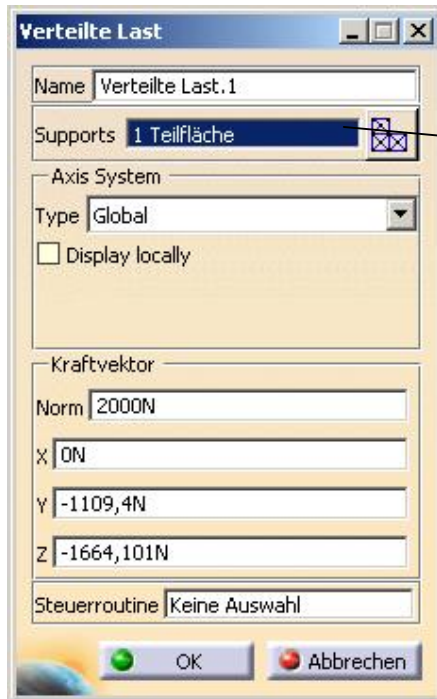 Verteilte Last
Name Verteilte Last.1
Supports 1 Teilfläche
Axis System
Type Global
Display locally
Kraftvektor
Norm 2000N
X 0N
Y -1109,4N
Z -1664,101N
Steuerroutine Keine Auswahl
OK Abbrechen